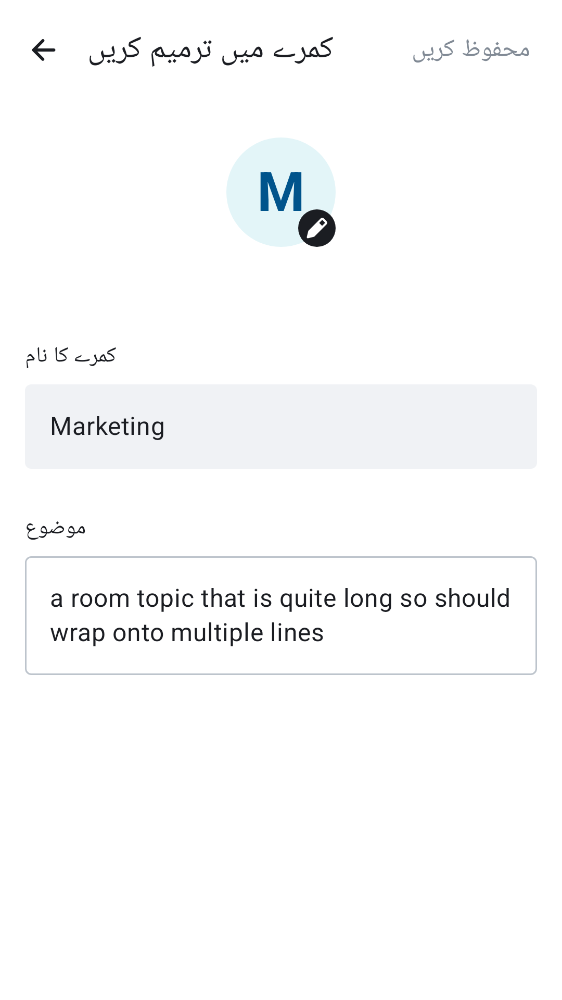 کمرے میں ترمیم کریں
محفوظ کریں
M
کمرے کا نام
Marketing
موضوع
a room topic that is quite long so should
wrap onto multiple lines